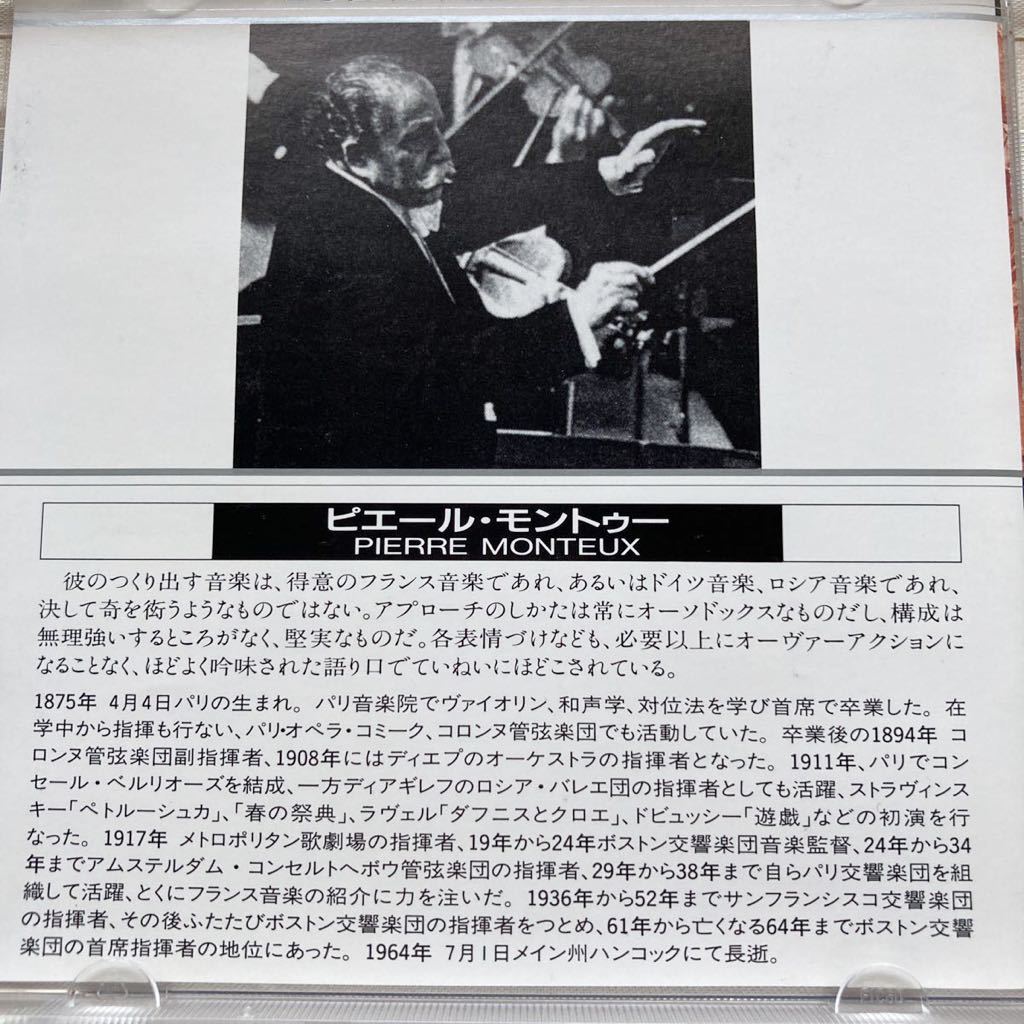 ピエール・モントゥー
PIERRE MONTEUX
彼のつくり出す音楽は、得意のフランス音楽であれ、あるいはドイツ音楽、ロシア音楽であれ、
決して奇を衒うようなものではない。アプローチのしかたは常にオーソドックスなものだし、構成は
無理強いするところがなく、堅実なものだ。各表情づけなども、必要以上にオーヴァーアクションに
なることなく、ほどよく吟味された語り口でていねいにほどこされている。
1875年 4月4日パリの生まれ。パリ音楽院でヴァイオリン、和声学、対位法を学び首席で卒業した。在
学中から指揮も行ない、パリ・オペラ・コミーク、コロンヌ管弦楽団でも活動していた。卒業後の1894年 コ
ロンヌ管弦楽団副指揮者、1908年にはディエプのオーケストラの指揮者となった。1911年、パリでコン
セール・ベルリオーズを結成、一方ディアギレフのロシア・バレエ団の指揮者としても活躍、ストラヴィンス
キー「ペトルーシュカ」、「春の祭典」、ラヴェル「ダフニスとクロエ」、ドビュッシー「遊戯」などの初演を行
なった。1917年 メトロポリタン歌劇場の指揮者、19年から24年ボストン交響楽団音楽監督、24年から34
年までアムステルダム・コンセルトヘボウ管弦楽団の指揮者、29年から38年まで自らパリ交響楽団を組
織して活躍、とくにフランス音楽の紹介に力を注いだ。1936年から52年までサンフランシスコ交響楽団
の指揮者、その後ふたたびボストン交響楽団の指揮者をつとめ、61年から亡くなる64年までボストン交響
楽団の首席指揮者の地位にあった。1964年 7月1日メイン州ハンコックにて長逝。